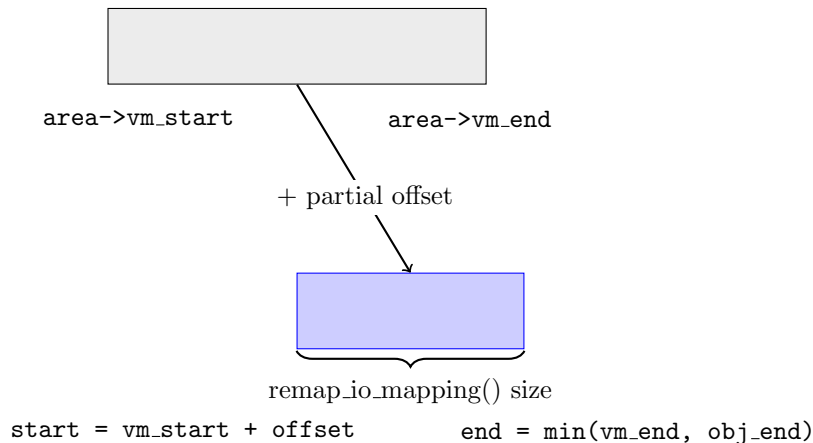 area->vm_start area->vm_end
+ partial offset
remap_io_mapping() size
start = vm_start + offset end = min(vm_end, obj_end)